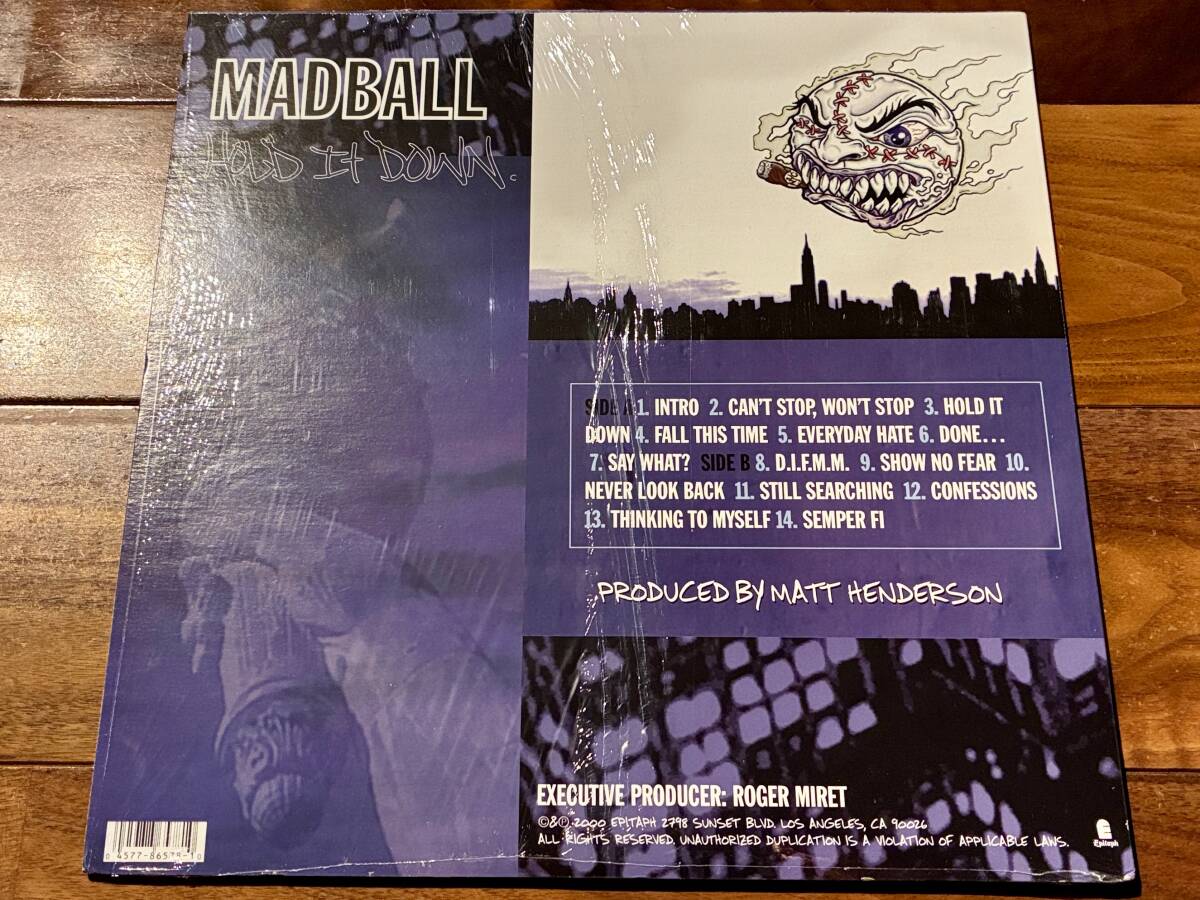 MADBALL
HOLD IT DOWN.
SIDE A 1. INTRO 2. CAN'T STOP, WON'T STOP 3. HOLD IT
DOWN 4. FALL THIS TIME 5. EVERYDAY HATE 6. DONE...
7. SAY WHAT? SIDE B 8. D.I.F.M.M. 9. SHOW NO FEAR 10.
NEVER LOOK BACK 11. STILL SEARCHING 12. CONFESSIONS
13. THINKING TO MYSELF 14. SEMPER FI
PRODUCED BY MATT HENDERSON
EXECUTIVE PRODUCER: ROGER MIRET
©&℗ 2000 EPITAPH 2798 SUNSET BLVD. LOS ANGELES, CA 90026
ALL RIGHTS RESERVED. UNAUTHORIZED DUPLICATION IS A VIOLATION OF APPLICABLE LAWS.
E
Epitaph